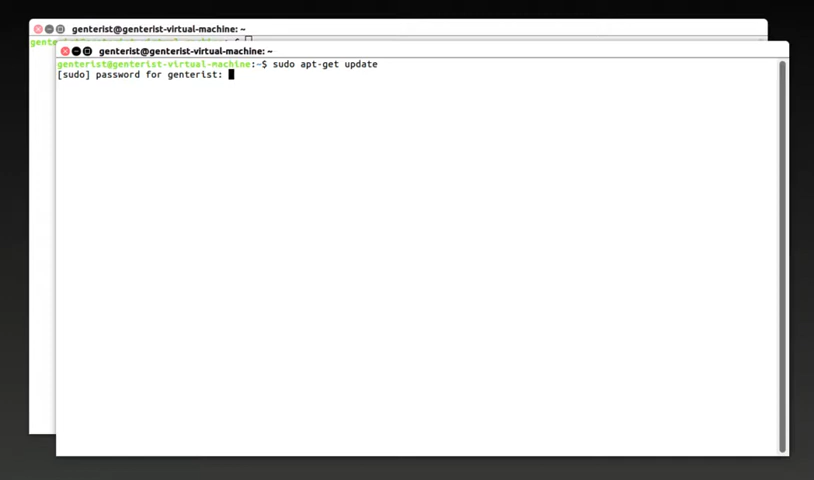 genterist@genterist-virtual-machine: ~
genterist@genterist-virtual-machine: ~
genterist@genterist-virtual-machine:~$ sudo apt-get update
[sudo] password for genterist: